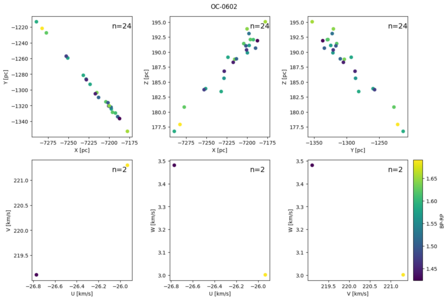 OC-0602
n=24 n=24 n=24
−1220 −1240 −1260 −1280 −1300 −1320 −1340
Y [pc]
195.0 192.5 190.0 187.5 185.0 182.5 180.0 177.5
Z [pc]
195.0 192.5 190.0 187.5 185.0 182.5 180.0 177.5
Z [pc]
−7275 −7250 −7225 −7200 −7175
X [pc]
−7275 −7250 −7225 −7200 −7175
X [pc]
−1350 −1325 −1300 −1275 −1250 −1225
Y [pc]
n=2 n=2 n=2
221.0 220.5 220.0 219.5
V [km/s]
3.5 3.4 3.3 3.2 3.1 3.0
W [km/s]
3.5 3.4 3.3 3.2 3.1 3.0
W [km/s]
−26.8 −26.6 −26.4 −26.2 −26.0
U [km/s]
−26.8 −26.6 −26.4 −26.2 −26.0
U [km/s]
219.5 220.0 220.5 221.0
V [km/s]
1.65 1.60 1.55 1.50 1.45
BP-RP